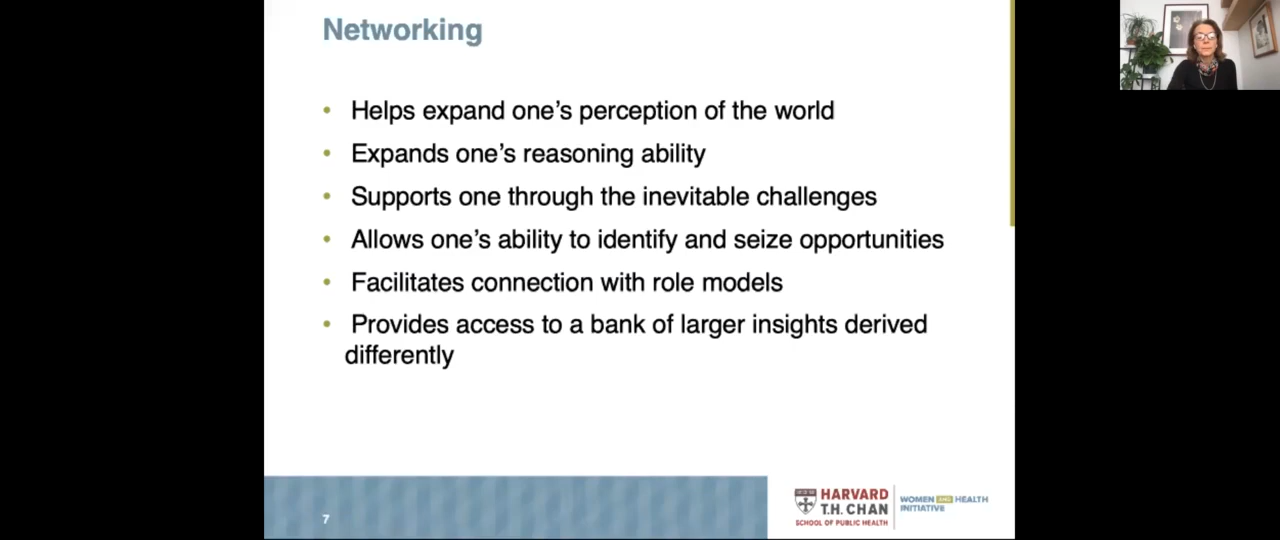 Networking
• Helps expand one's perception of the world
• Expands one's reasoning ability
• Supports one through the inevitable challenges
• Allows one's ability to identify and seize opportunities
• Facilitates connection with role models
• Provides access to a bank of larger insights derived
differently
7
HARVARD
T.H. CHAN
SCHOOL OF PUBLIC HEALTH
WOMEN AND HEALTH
INITIATIVE